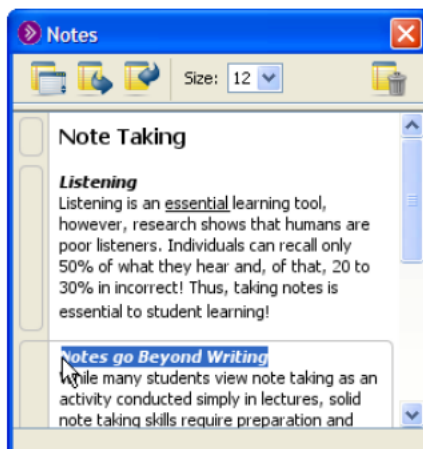 Notes
Size: 12
Note Taking
Listening
Listening is an essential learning tool,
however, research shows that humans are
poor listeners. Individuals can recall only
50% of what they hear and, of that, 20 to
30% in incorrect! Thus, taking notes is
essential to student learning!
Notes go Beyond Writing
While many students view note taking as an
activity conducted simply in lectures, solid
note taking skills require preparation and